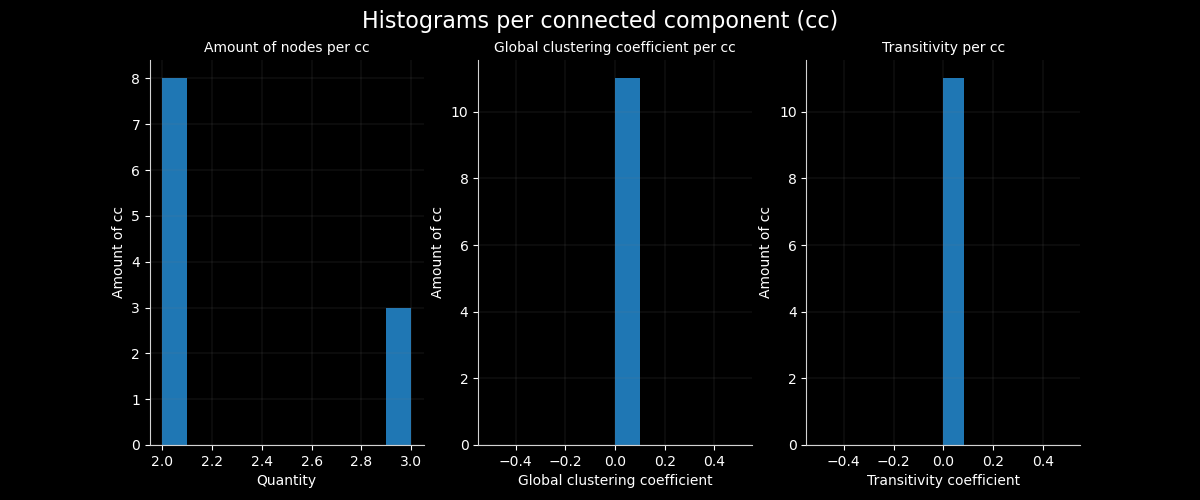 Histograms per connected component (cc)
Amount of nodes per cc
Amount of cc
8
7
6
5
4
3
2
1
0
2.0 2.2 2.4 2.6 2.8 3.0
Quantity
Global clustering coefficient per cc
Amount of cc
10
8
6
4
2
0
−0.4 −0.2 0.0 0.2 0.4
Global clustering coefficient
Transitivity per cc
Amount of cc
10
8
6
4
2
0
−0.4 −0.2 0.0 0.2 0.4
Transitivity coefficient